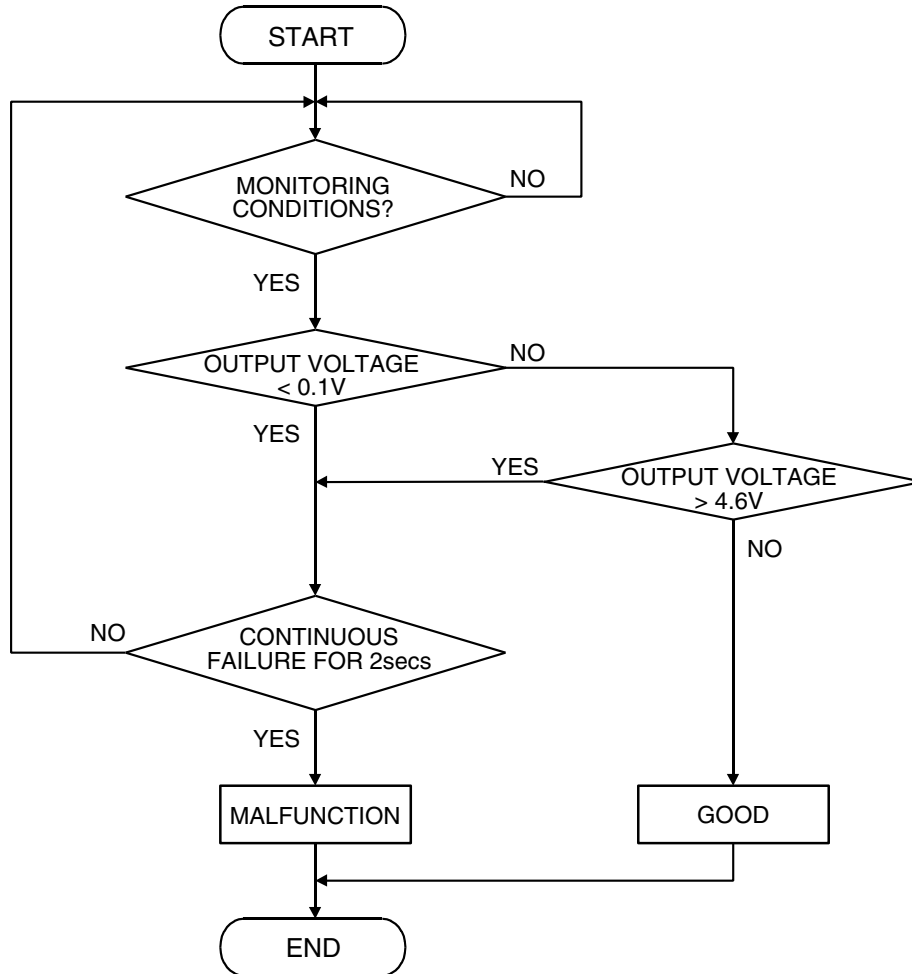 START
MONITORING
CONDITIONS?
NO
YES
OUTPUT VOLTAGE
< 0.1V
NO
YES
OUTPUT VOLTAGE
> 4.6V
YES
NO
CONTINUOUS
FAILURE FOR 2secs
NO
YES
MALFUNCTION
GOOD
END